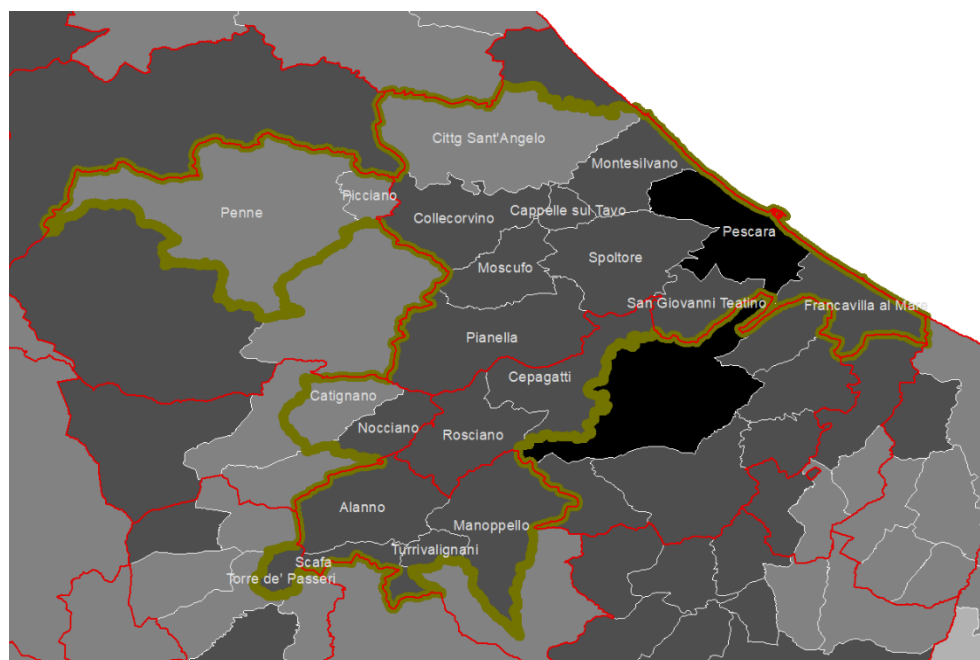 Cittg Sant'Angelo
Montesilvano
Picciano
Penne
Collecorvino
Cappelle sul Tavo
Pescara
Moscufo
Spoltore
San Giovanni Teatino
Francavilla al Mare
Pianella
Cepagatti
Catignano
Nocciano
Rosciano
Alanno
Manoppello
Turrivalignani
Scafa
Torre de' Passeri